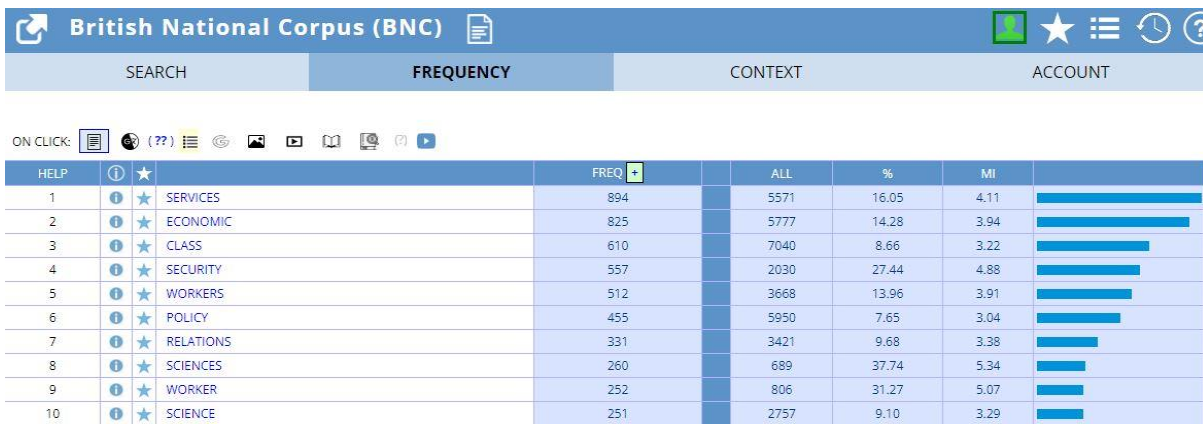 British National Corpus (BNC)
SEARCH FREQUENCY CONTEXT ACCOUNT
ON CLICK: (??) G (?)
HELP FREQ + ALL % MI
1 SERVICES 894 5571 16.05 4.11
2 ECONOMIC 825 5777 14.28 3.94
3 CLASS 610 7040 8.66 3.22
4 SECURITY 557 2030 27.44 4.88
5 WORKERS 512 3668 13.96 3.91
6 POLICY 455 5950 7.65 3.04
7 RELATIONS 331 3421 9.68 3.38
8 SCIENCES 260 689 37.74 5.34
9 WORKER 252 806 31.27 5.07
10 SCIENCE 251 2757 9.10 3.29